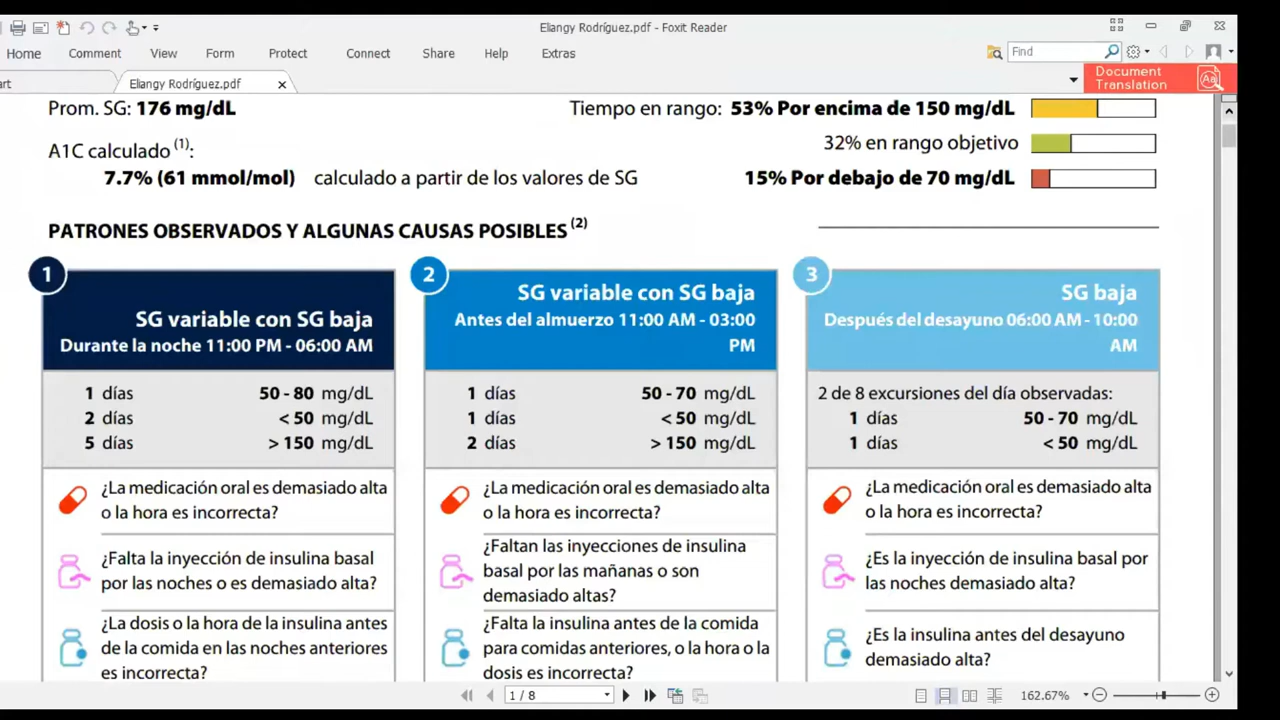 Eliangy Rodríguez.pdf - Foxit Reader
Home Comment View Form Protect Connect Share Help Extras
Find
art
Eliangy Rodríguez.pdf
Document
Translation
Prom. SG: 176 mg/dL
Tiempo en rango: 53% Por encima de 150 mg/dL
A1C calculado (1):
32% en rango objetivo
7.7% (61 mmol/mol) calculado a partir de los valores de SG
15% Por debajo de 70 mg/dL
PATRONES OBSERVADOS Y ALGUNAS CAUSAS POSIBLES (2)
1
SG variable con SG baja
Durante la noche 11:00 PM - 06:00 AM
1 días 50 - 80 mg/dL
2 días < 50 mg/dL
5 días > 150 mg/dL
¿La medicación oral es demasiado alta
o la hora es incorrecta?
¿Falta la inyección de insulina basal
por las noches o es demasiado alta?
¿La dosis o la hora de la insulina antes
de la comida en las noches anteriores
es incorrecta?
2
SG variable con SG baja
Antes del almuerzo 11:00 AM - 03:00
PM
1 días 50 - 70 mg/dL
1 días < 50 mg/dL
2 días > 150 mg/dL
¿La medicación oral es demasiado alta
o la hora es incorrecta?
¿Faltan las inyecciones de insulina
basal por las mañanas o son
demasiado altas?
¿Falta la insulina antes de la comida
para comidas anteriores, o la hora o la
dosis es incorrecta?
3
SG baja
Después del desayuno 06:00 AM - 10:00
AM
2 de 8 excursiones del día observadas:
1 días 50 - 70 mg/dL
1 días < 50 mg/dL
¿La medicación oral es demasiado alta
o la hora es incorrecta?
¿Es la inyección de insulina basal por
las noches demasiado alta?
¿Es la insulina antes del desayuno
demasiado alta?
1 / 8
162.67%